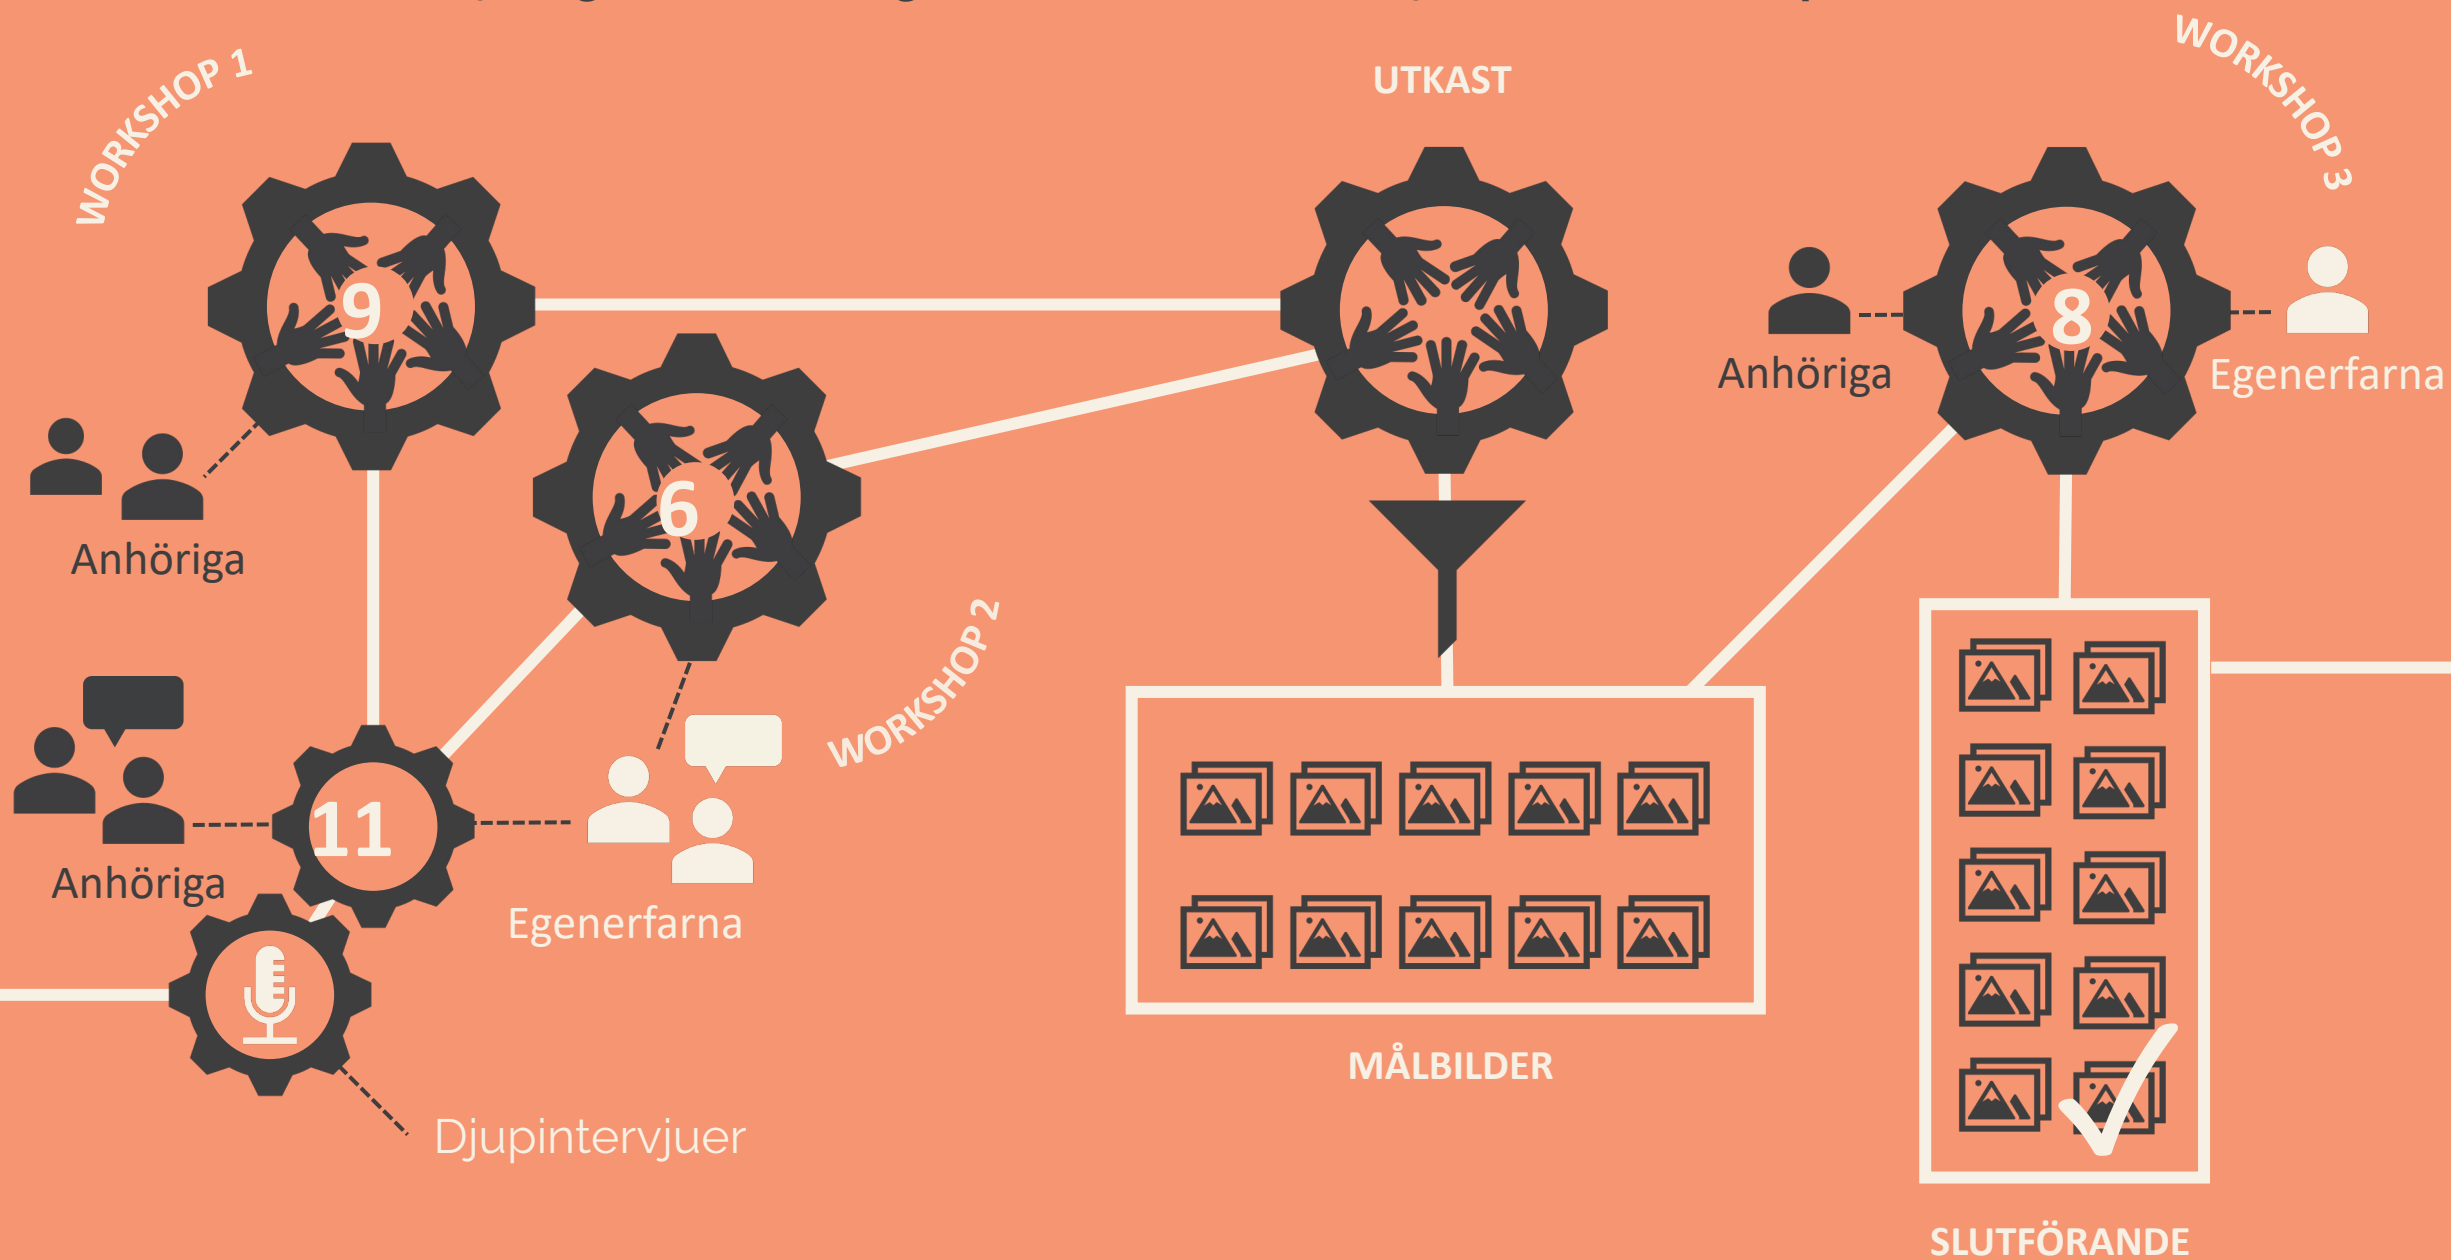 WORKSHOP 1
UTKAST
WORKSHOP 3
9
8
Anhöriga
Egenerfarna
6
Anhöriga
WORKSHOP 2
11
Anhöriga
Egenerfarna
MÅLBILDER
Djupintervjuer
SLUTFÖRANDE